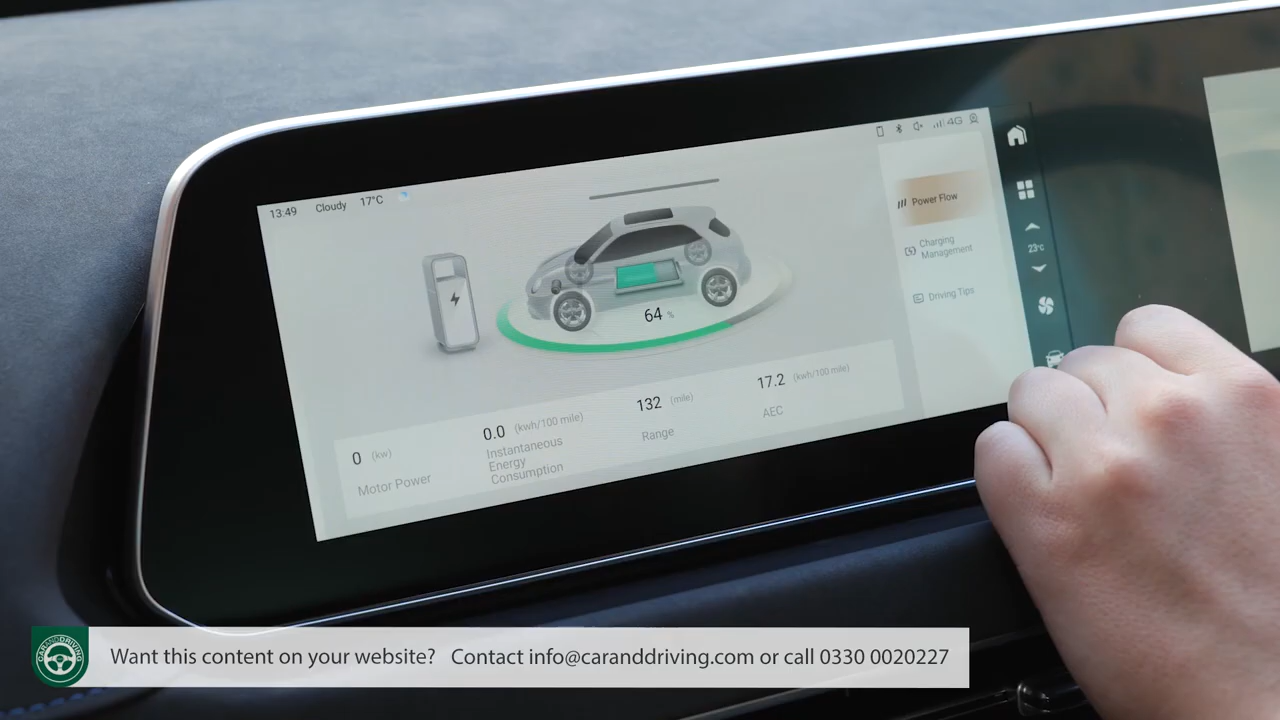 13:49 Cloudy 17°C
4G
Power Flow
Charging
Management
Driving Tips
23°C
64 %
0 (kw)
Motor Power
0.0 (kwh/100 mile)
Instantaneous
Energy
Consumption
132 (mile)
Range
17.2 (kwh/100 mile)
AEC
CARANDDRIVING
Want this content on your website? Contact info@caranddriving.com or call 0330 0020227